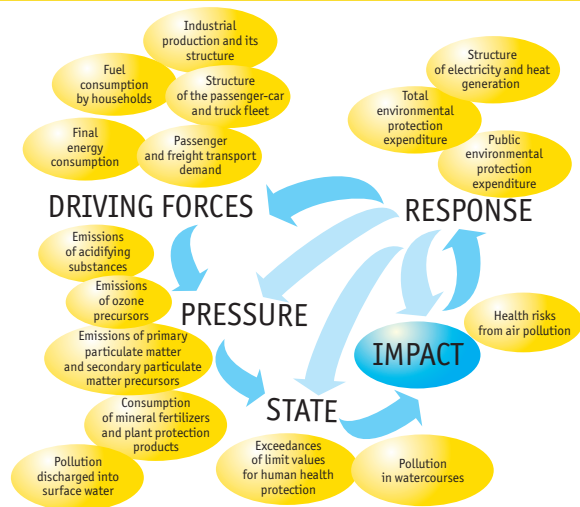 Industrial
production and its
structure
Fuel
consumption
by households
Structure
of the passenger-car
and truck fleet
Final
energy
consumption
Passenger
and freight transport
demand
Structure
of electricity and heat
generation
Total
environmental
protection
expenditure
Public
environmental
protection
expenditure
DRIVING FORCES
RESPONSE
Emissions
of acidifying
substances
Emissions
of ozone
precursors
PRESSURE
Emissions of primary
particulate matter
and secondary particulate
matter precursors
Health risks
from air pollution
IMPACT
Consumption
of mineral fertilizers
and plant protection
products
STATE
Pollution
discharged into
surface water
Exceedances
of limit values
for human health
protection
Pollution
in watercourses